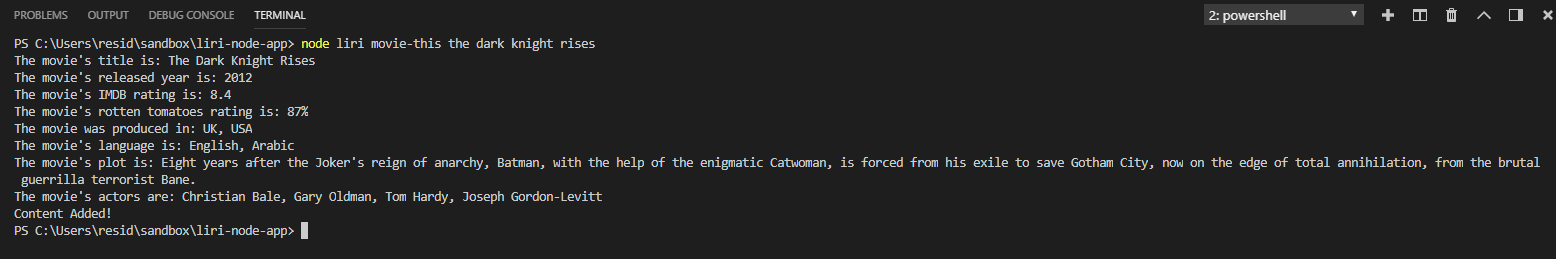 PROBLEMS OUTPUT DEBUG CONSOLE TERMINAL 2: powershell
PS C:\Users\resid\sandbox\liri-node-app> node liri movie-this the dark knight rises
The movie's title is: The Dark Knight Rises
The movie's released year is: 2012
The movie's IMDB rating is: 8.4
The movie's rotten tomatoes rating is: 87%
The movie was produced in: UK, USA
The movie's language is: English, Arabic
The movie's plot is: Eight years after the Joker's reign of anarchy, Batman, with the help of the enigmatic Catwoman, is forced from his exile to save Gotham City, now on the edge of total annihilation, from the brutal
guerrilla terrorist Bane.
The movie's actors are: Christian Bale, Gary Oldman, Tom Hardy, Joseph Gordon-Levitt
Content Added!
PS C:\Users\resid\sandbox\liri-node-app>